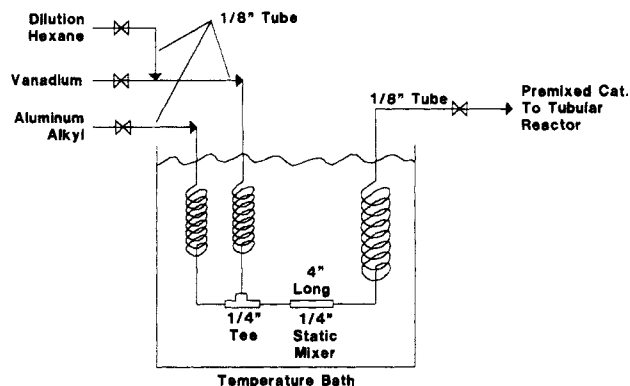 Dilution
Hexane
1/8" Tube
Vanadium
Aluminum
Alkyl
1/8" Tube
Premixed Cat.
To Tubular
Reactor
4"
Long
1/4"
Tee
1/4"
Static
Mixer
Temperature Bath